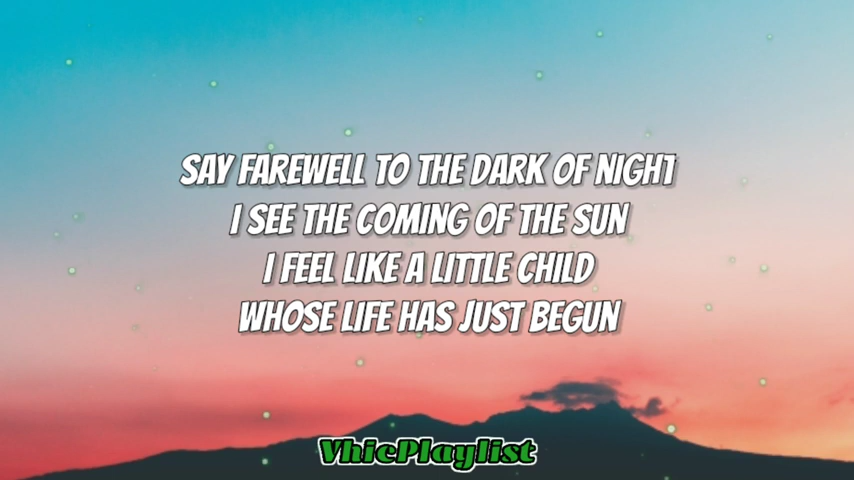 SAY FAREWELL TO THE DARK OF NIGHT
I SEE THE COMING OF THE SUN
I FEEL LIKE A LITTLE CHILD
WHOSE LIFE HAS JUST BEGUN
VhicPlaylist